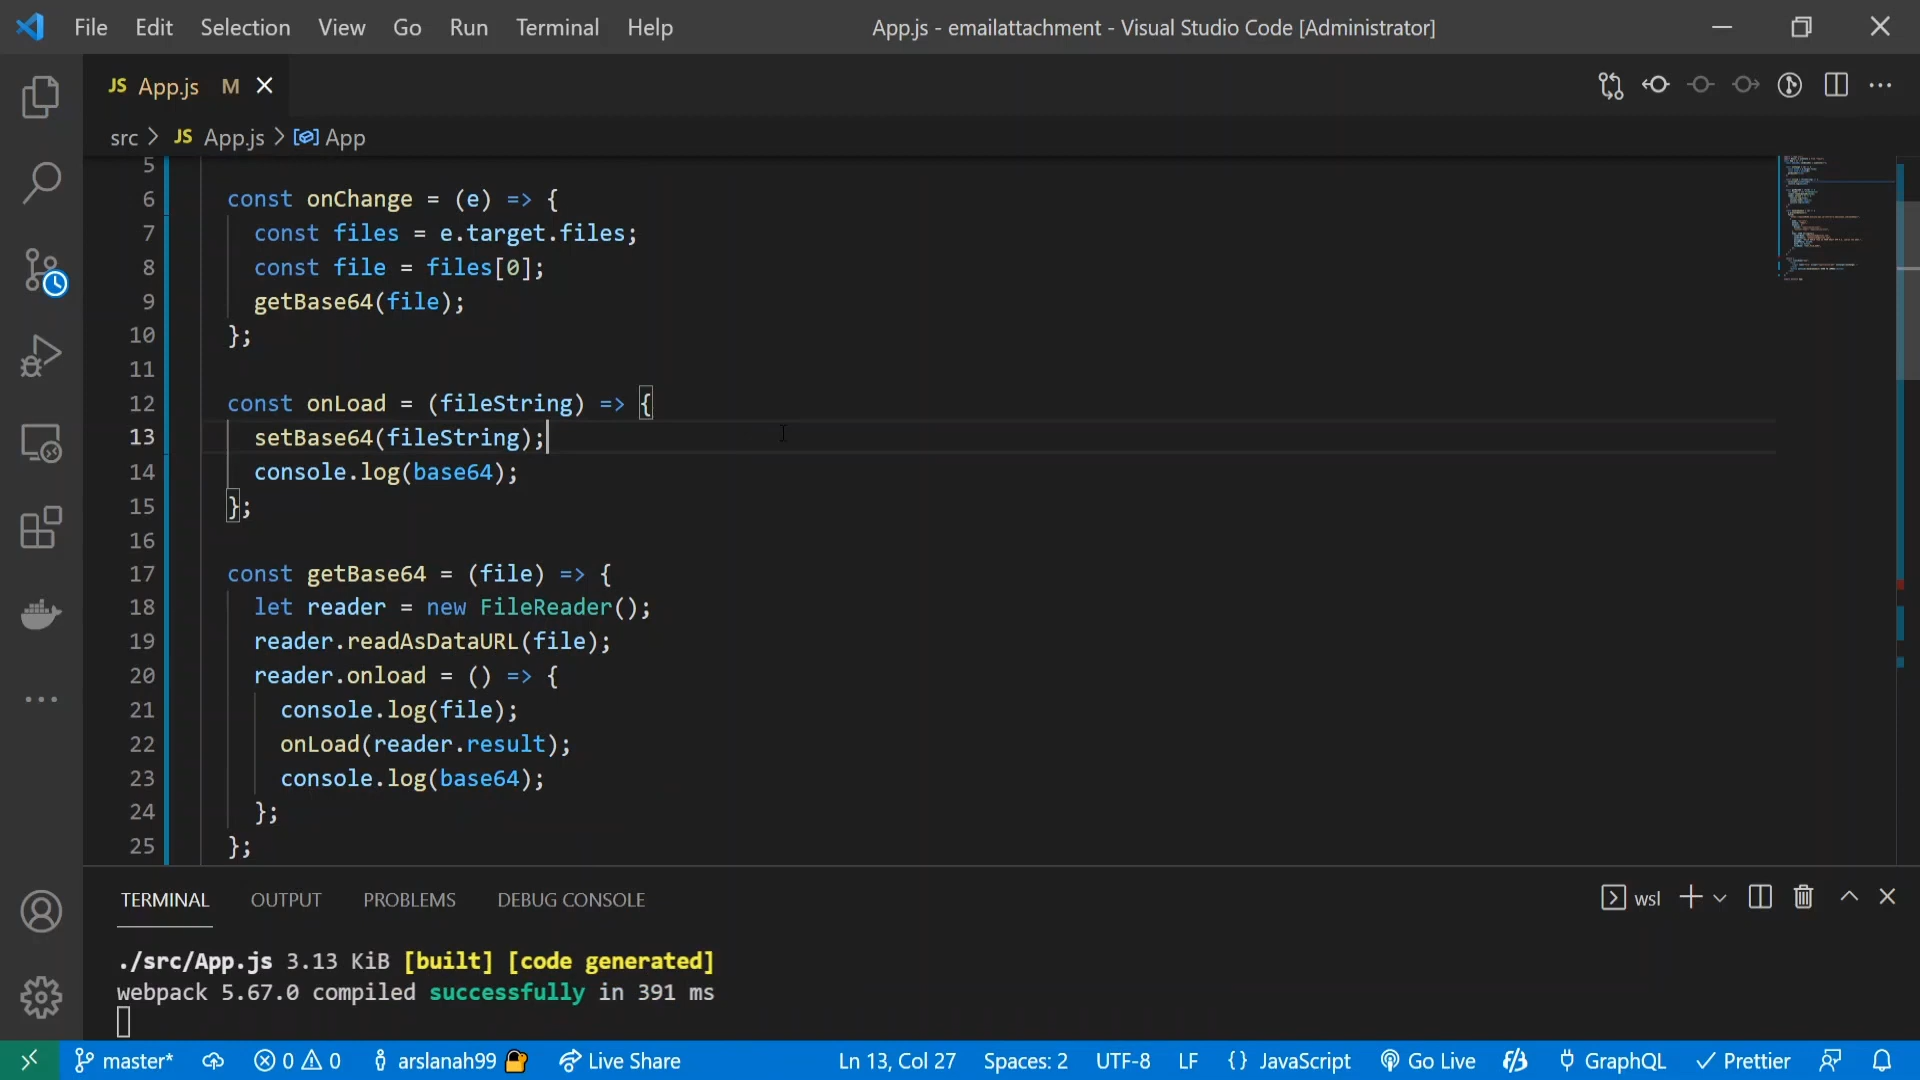 File Edit Selection View Go Run Terminal Help App.js - emailattachment - Visual Studio Code [Administrator]
JS App.js M
src > JS App.js > App
5
6 const onChange = (e) => {
7 const files = e.target.files;
8 const file = files[0];
9 getBase64(file);
10 };
11
12 const onLoad = (fileString) => {
13 setBase64(fileString);
14 console.log(base64);
15 };
16
17 const getBase64 = (file) => {
18 let reader = new FileReader();
19 reader.readAsDataURL(file);
20 reader.onload = () => {
21 console.log(file);
22 onLoad(reader.result);
23 console.log(base64);
24 };
25 };
TERMINAL OUTPUT PROBLEMS DEBUG CONSOLE wsl
./src/App.js 3.13 KiB [built] [code generated]
webpack 5.67.0 compiled successfully in 391 ms
master* 0 0 arslanah99 Live Share Ln 13, Col 27 Spaces: 2 UTF-8 LF {} JavaScript Go Live GraphQL Prettier